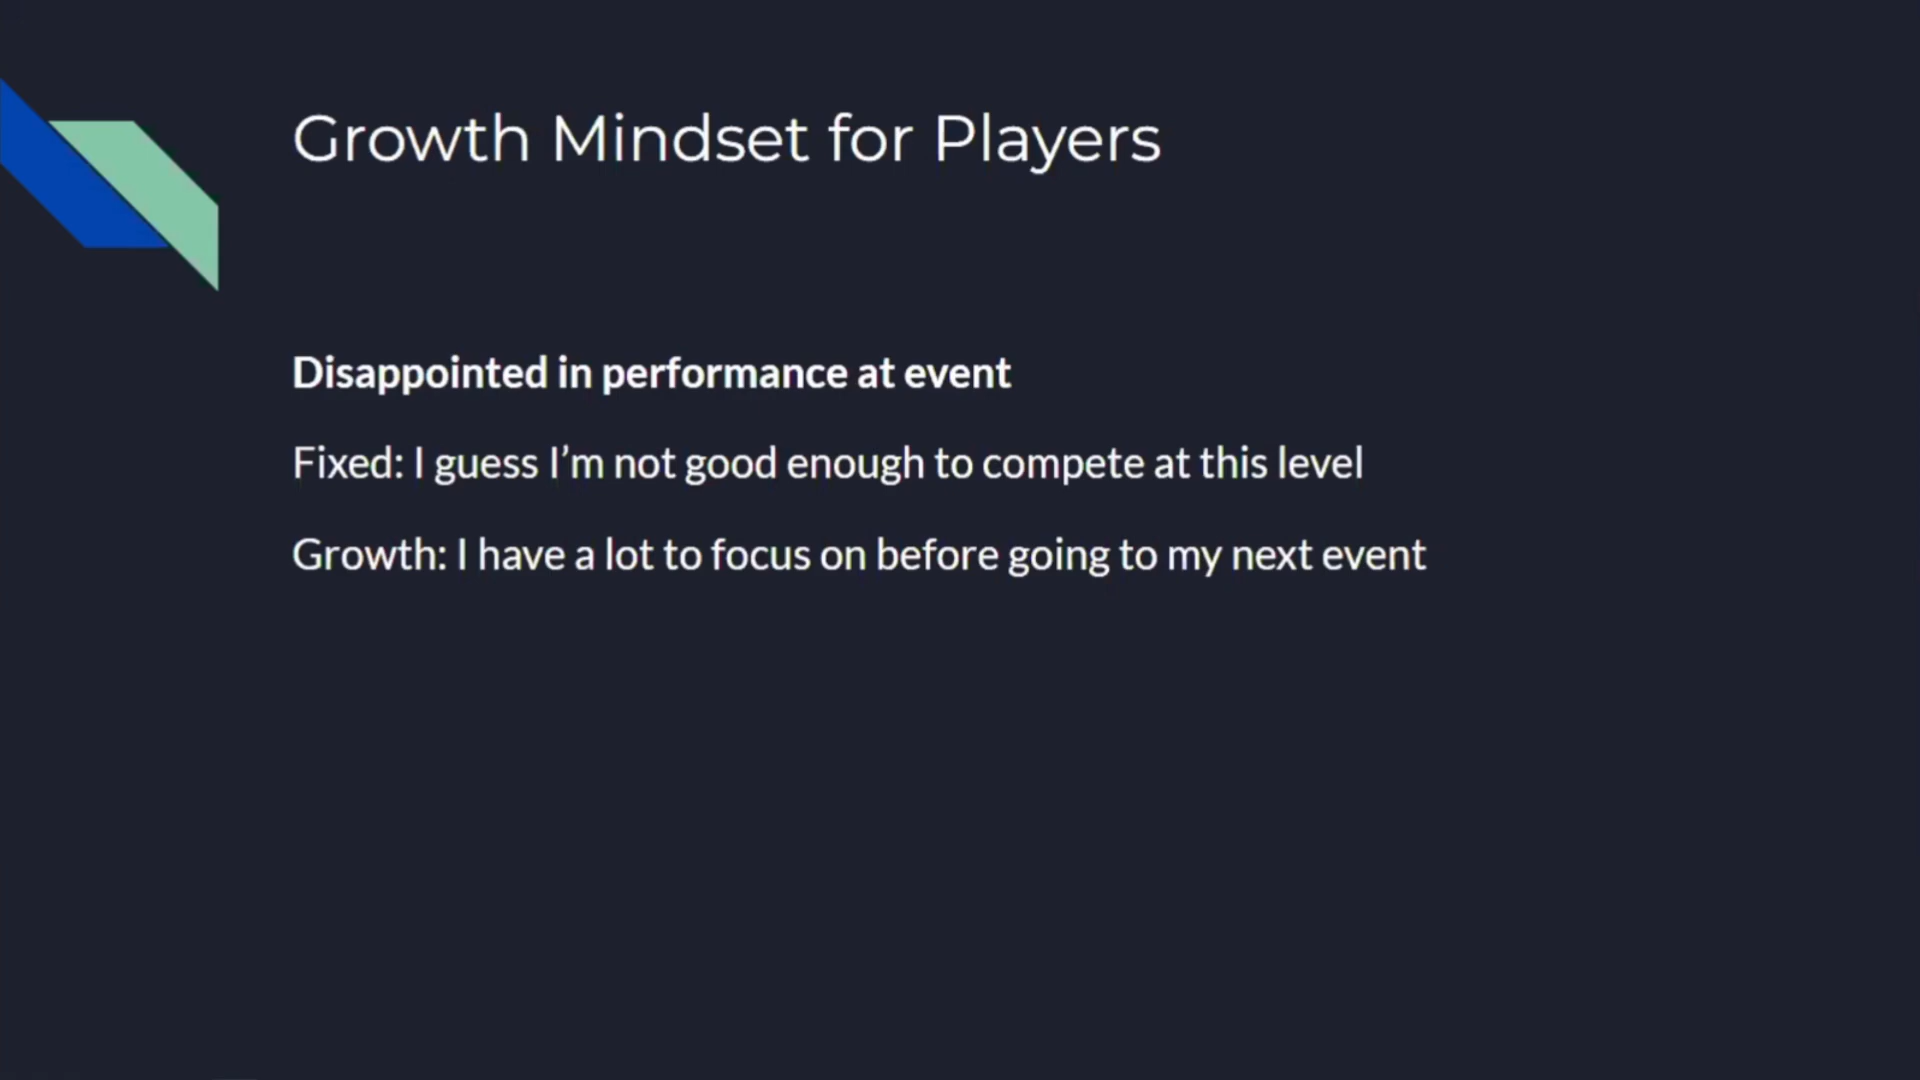 Growth Mindset for Players
Disappointed in performance at event
Fixed: I guess I’m not good enough to compete at this level
Growth: I have a lot to focus on before going to my next event